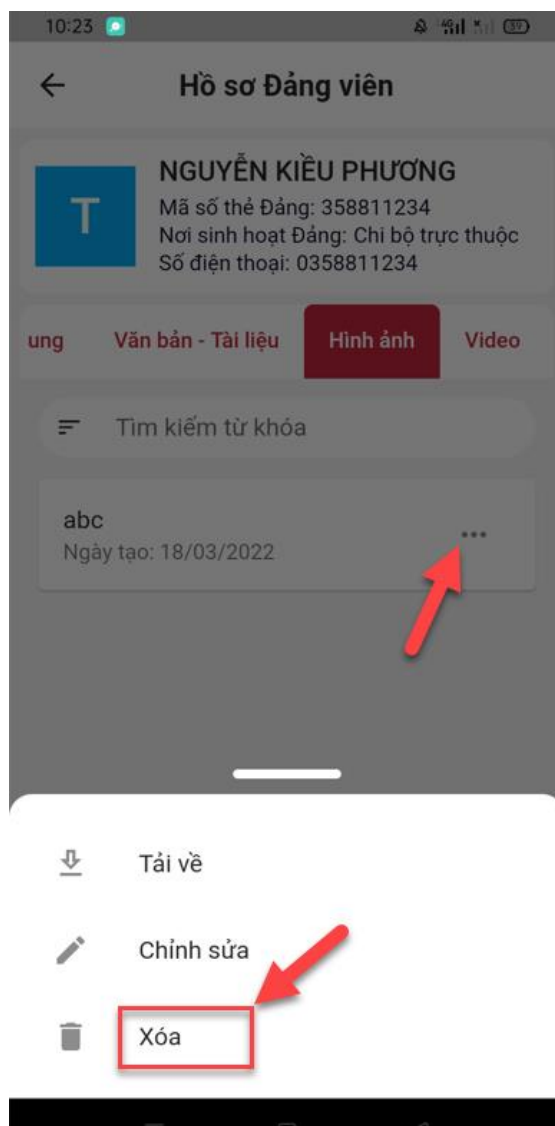 10:23
4G
39
Hồ sơ Đảng viên
T
NGUYỄN KIỀU PHƯƠNG
Mã số thẻ Đảng: 358811234
Nơi sinh hoạt Đảng: Chi bộ trực thuộc
Số điện thoại: 0358811234
ung Văn bản - Tài liệu Hình ảnh Video
Tìm kiếm từ khóa
abc
Ngày tạo: 18/03/2022
Tải về
Chỉnh sửa
Xóa